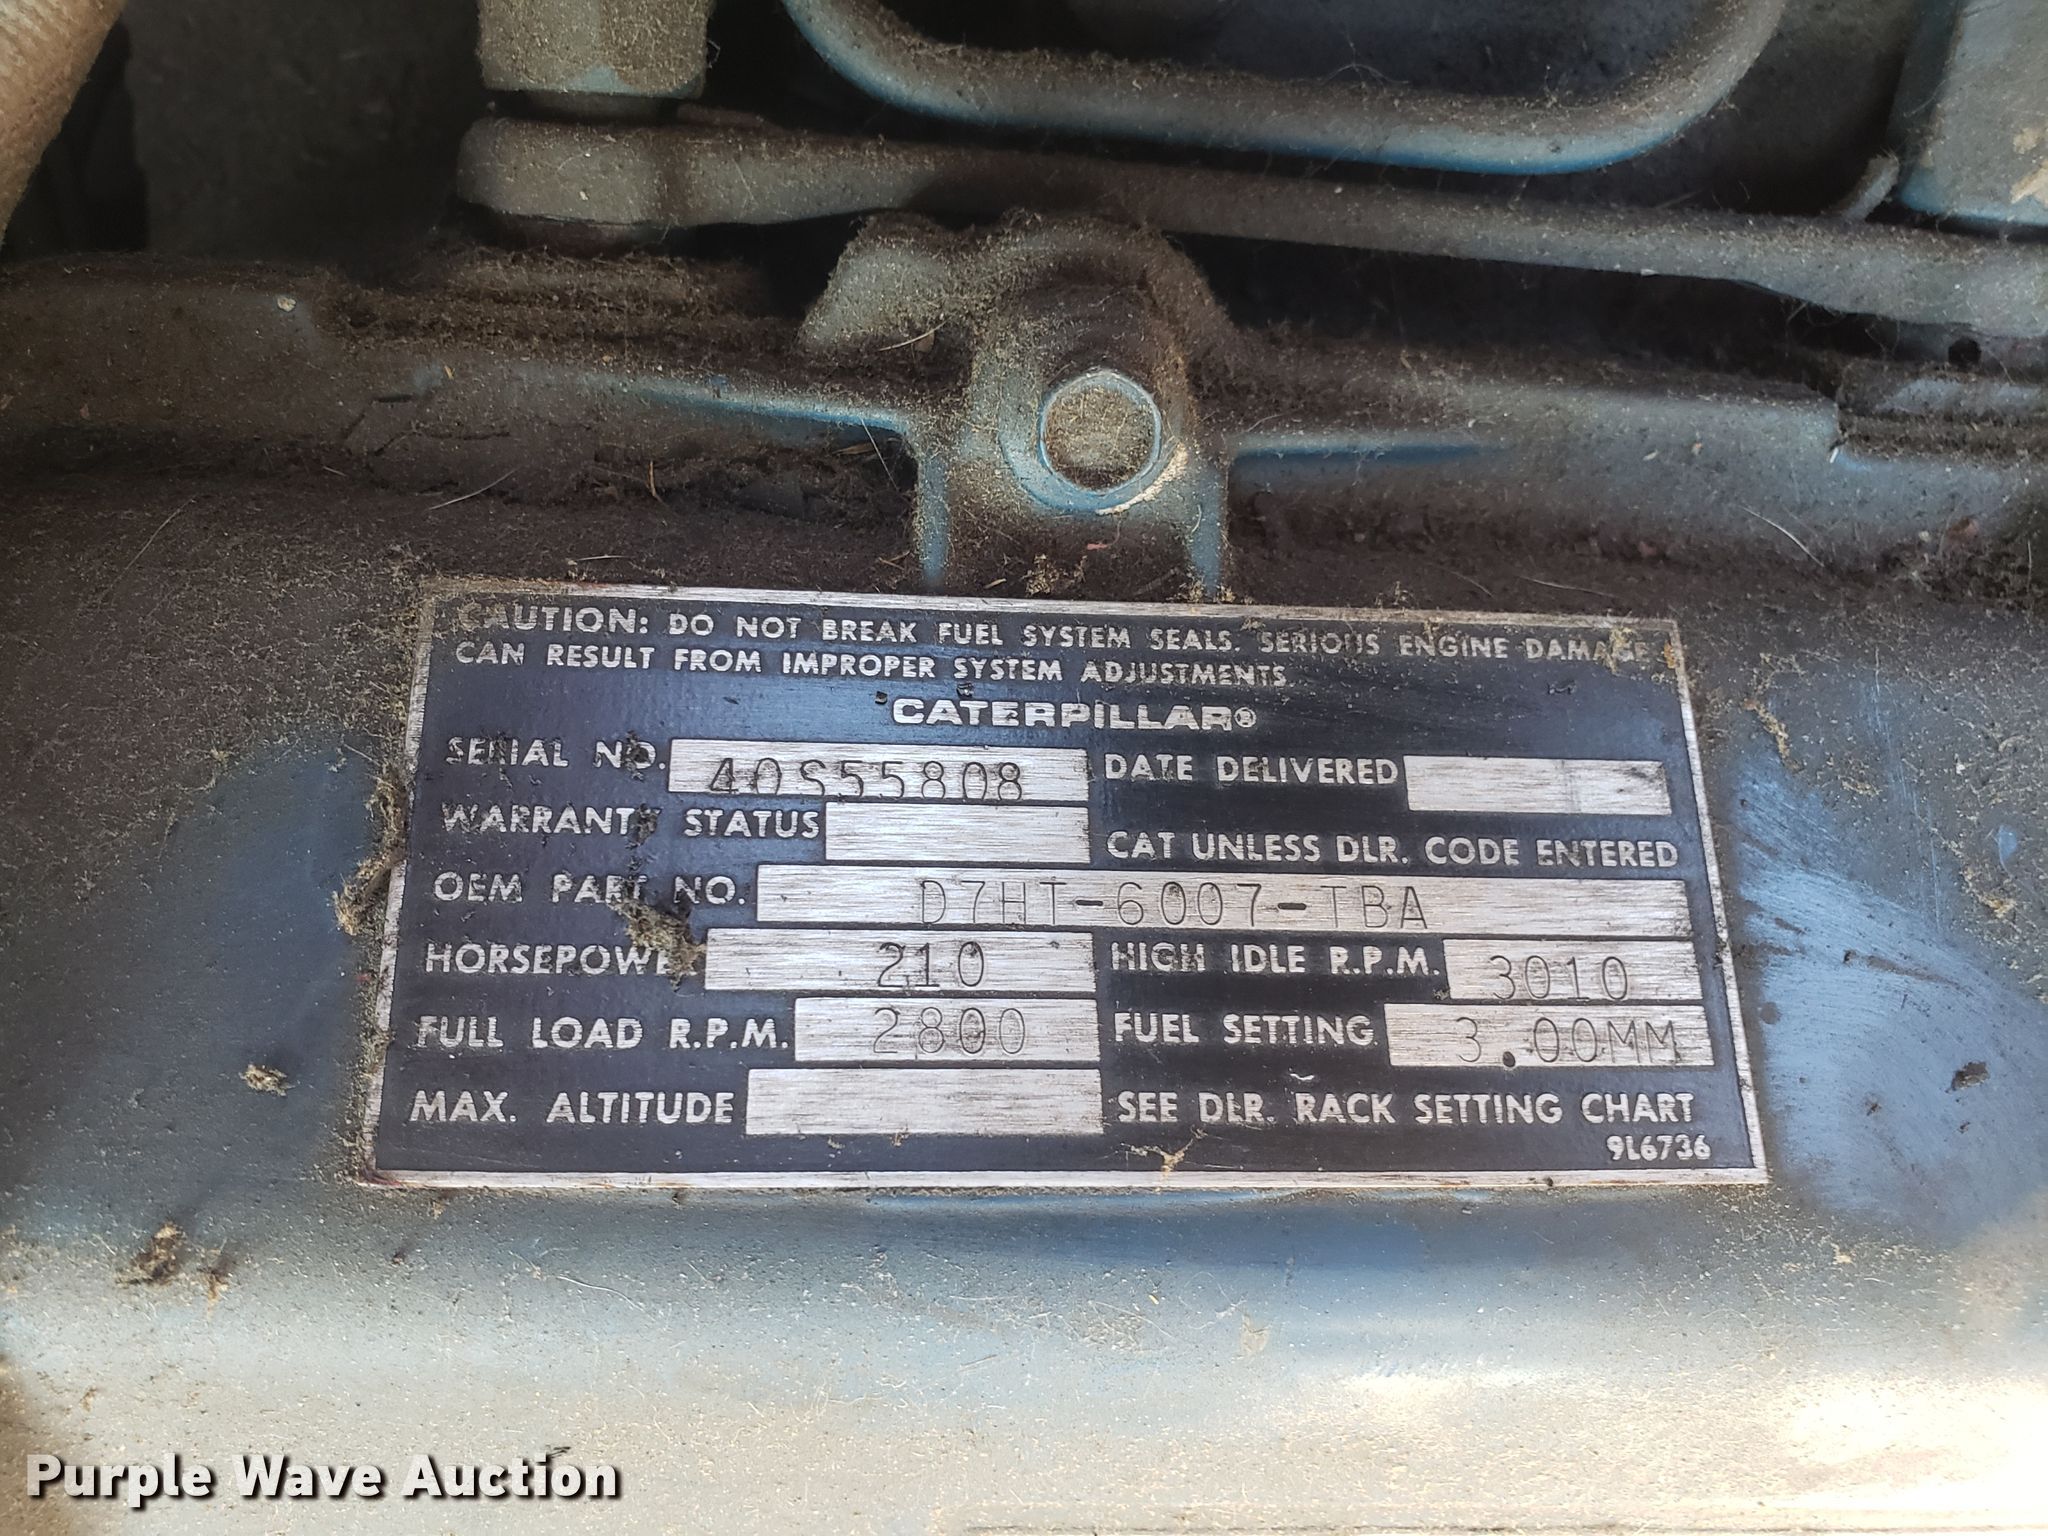 CAUTION: DO NOT BREAK FUEL SYSTEM SEALS. SERIOUS ENGINE DAMAGE
CAN RESULT FROM IMPROPER SYSTEM ADJUSTMENTS.
CATERPILLAR®
SERIAL NO. 40S55808 DATE DELIVERED
WARRANTY STATUS
CAT UNLESS DLR. CODE ENTERED
OEM PART NO. D7HT-6007-TBA
HORSEPOWER 210 HIGH IDLE R.P.M. 3010
FULL LOAD R.P.M. 2800 FUEL SETTING 3.00MM
MAX. ALTITUDE SEE DLR. RACK SETTING CHART
9L6736
Purple Wave Auction